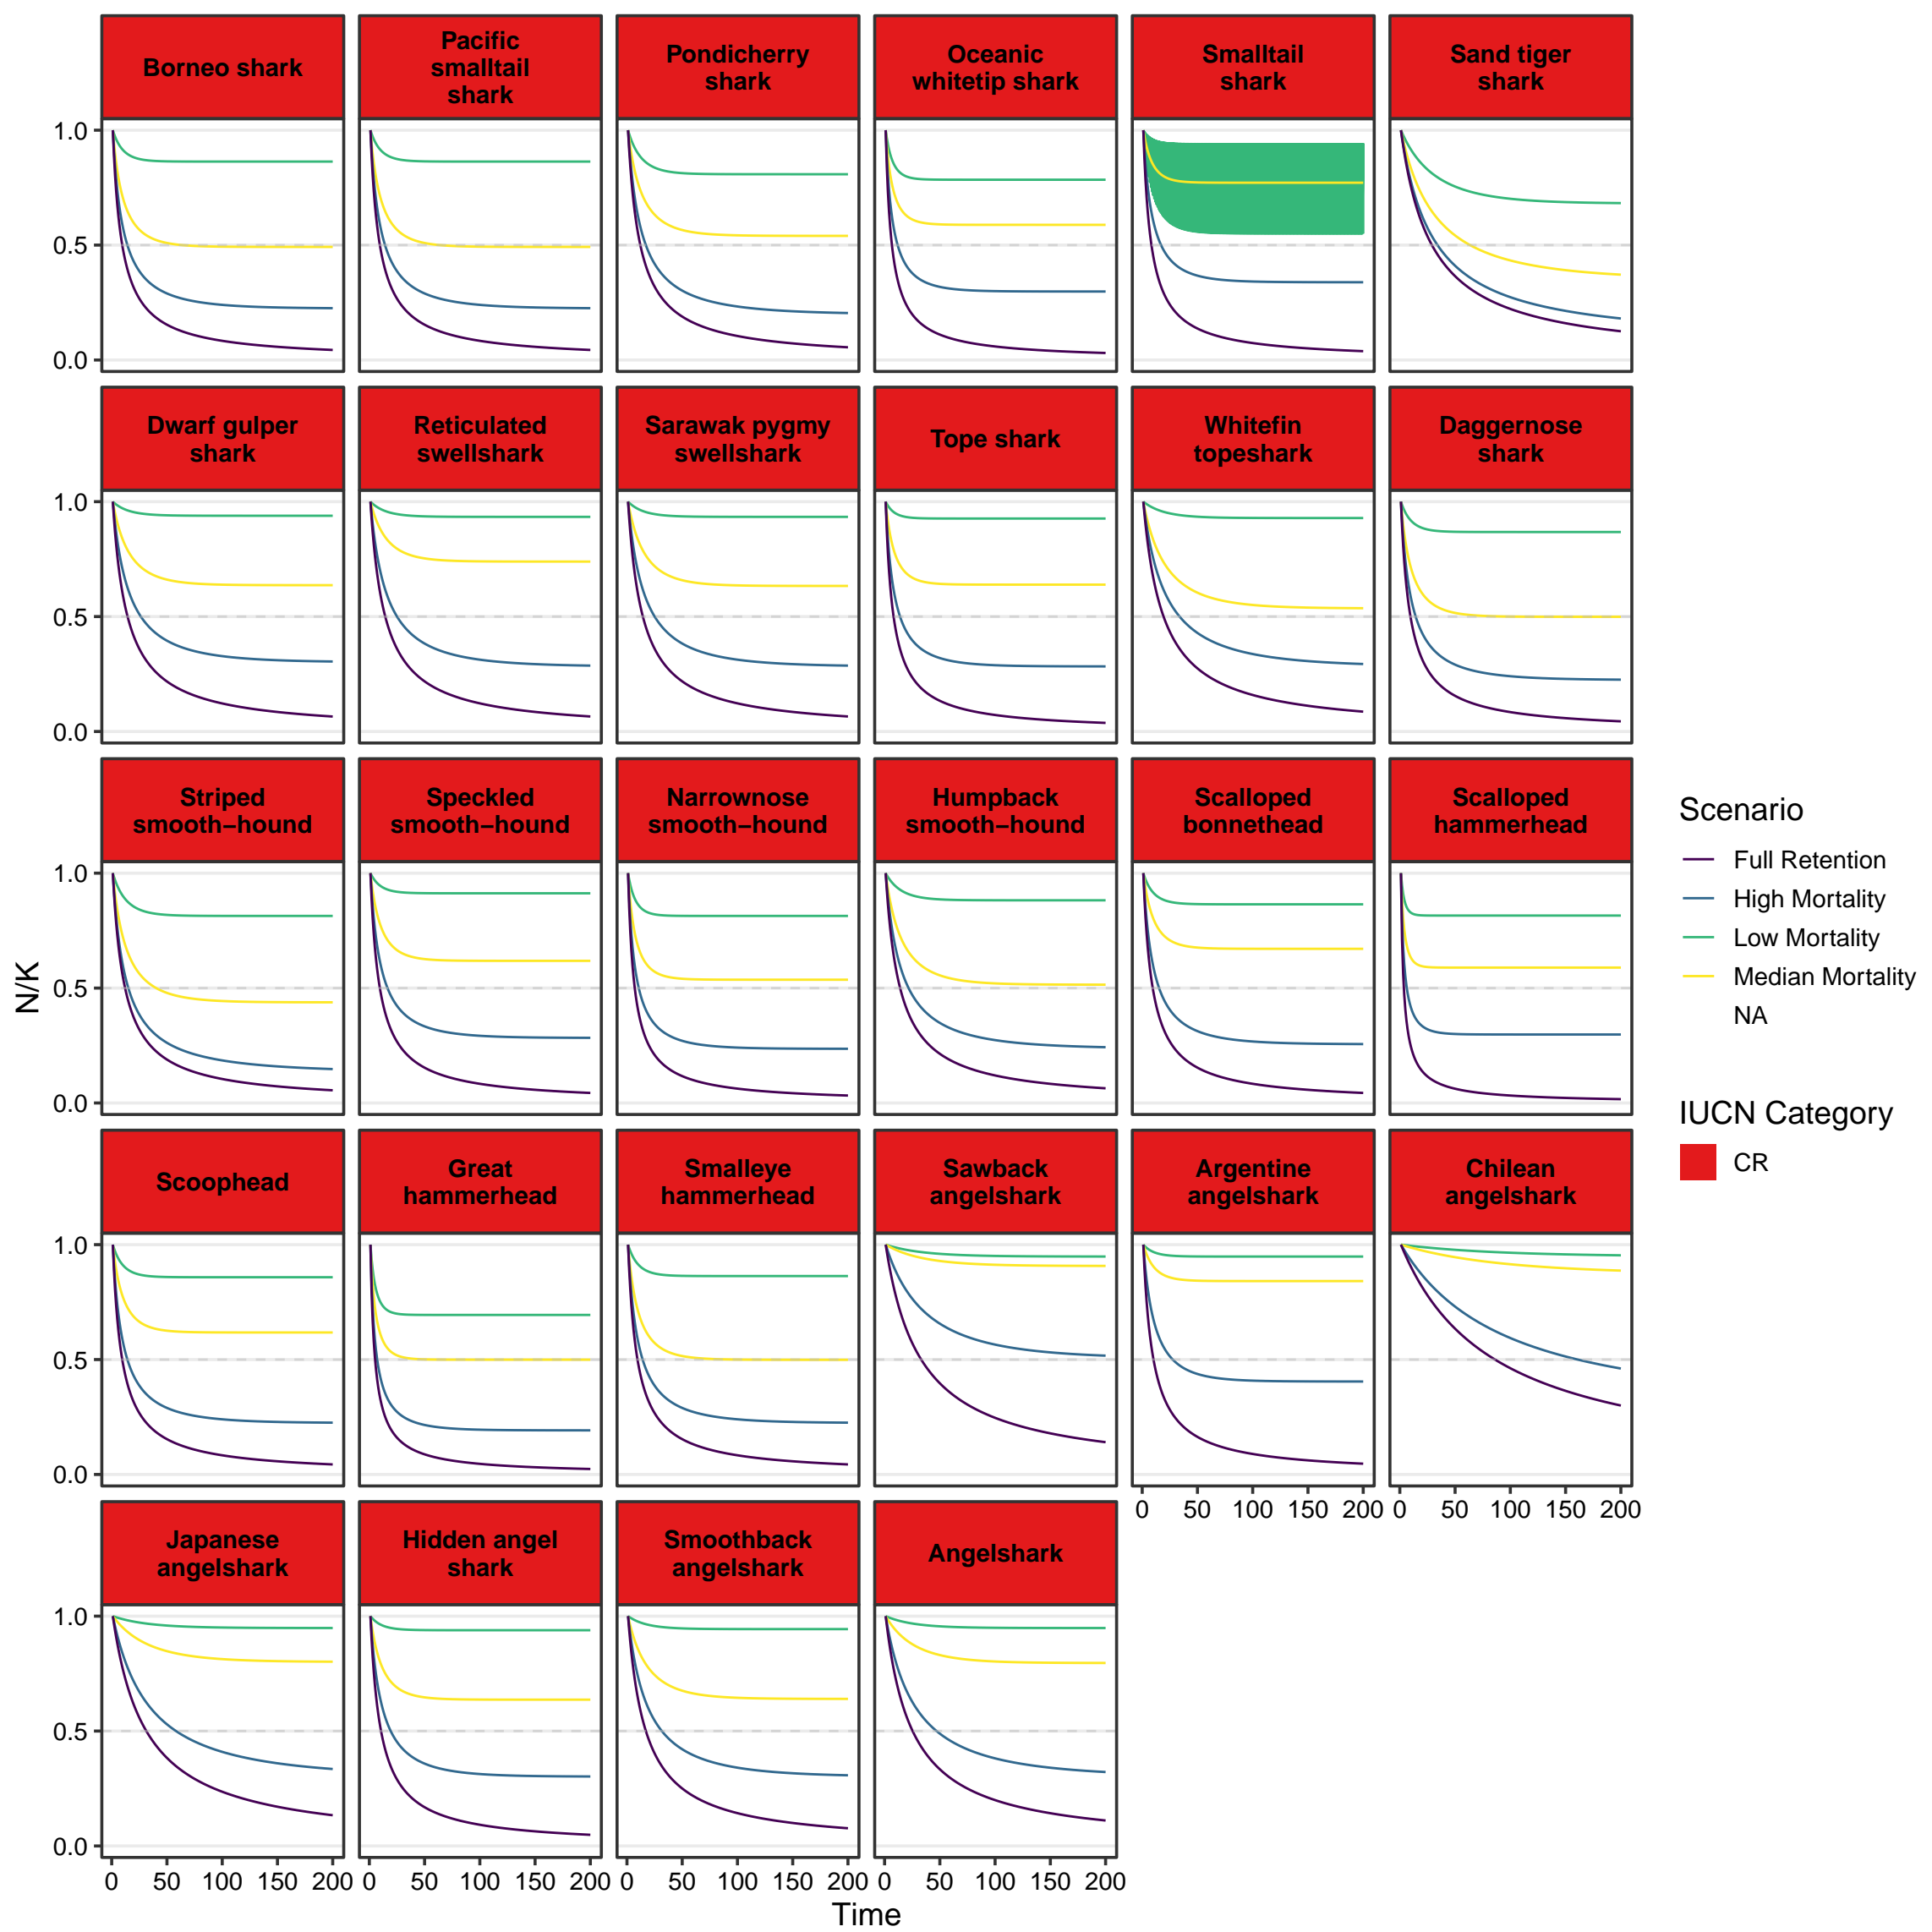 Borneo shark
Pacific
smalltail
shark
Pondicherry
shark
Oceanic
whitetip shark
Smalltail
shark
Sand tiger
shark
1.0
0.5
0.0
Dwarf gulper
shark
Reticulated
swellshark
Sarawak pygmy
swellshark
Tope shark
Whitefin
topeshark
Daggernose
shark
1.0
0.5
0.0
Striped
smooth−hound
Speckled
smooth−hound
Narrownose
smooth−hound
Humpback
smooth−hound
Scalloped
bonnethead
Scalloped
hammerhead
1.0
0.5
0.0
Scoophead
Great
hammerhead
Smalleye
hammerhead
Sawback
angelshark
Argentine
angelshark
Chilean
angelshark
1.0
0.5
0.0
0 50 100 150 200
0 50 100 150 200
Japanese
angelshark
Hidden angel
shark
Smoothback
angelshark
Angelshark
1.0
0.5
0.0
0 50 100 150 200
0 50 100 150 200
0 50 100 150 200
0 50 100 150 200
Time
N/K
Scenario
Full Retention
High Mortality
Low Mortality
Median Mortality
NA
IUCN Category
CR